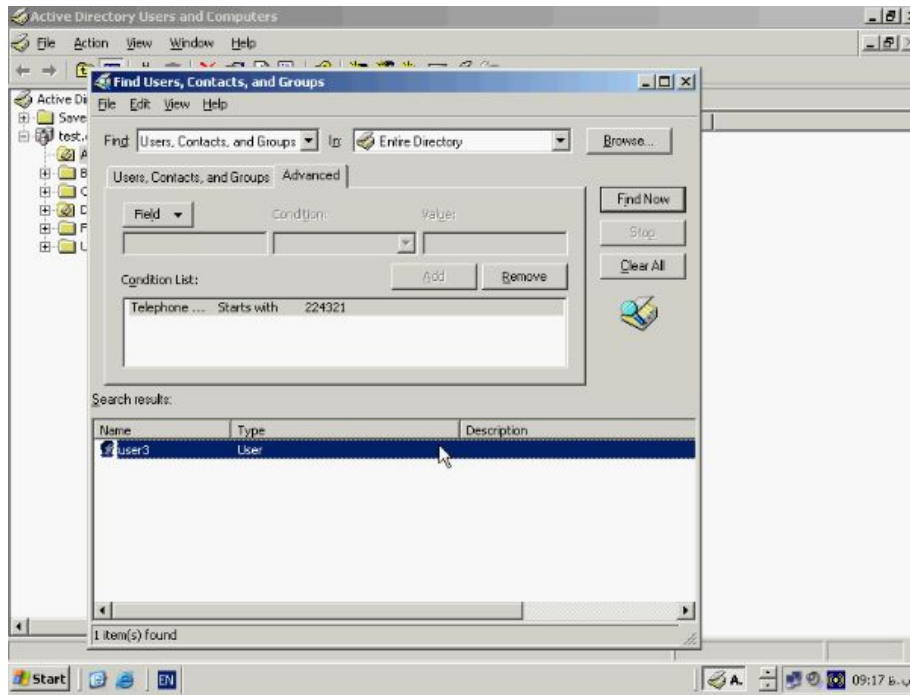 Active Directory Users and Computers
File Action View Window Help
Find Users, Contacts, and Groups
File Edit View Help
Active Di
Save
test.
Find: Users, Contacts, and Groups In: Entire Directory Browse...
Users, Contacts, and Groups Advanced
Field Condition: Value:
Find Now
Stop
Clear All
Add Remove
Condition List:
Telephone ... Starts with 224321
Search results:
Name Type Description
user3 User
1 item(s) found
Start EN A. 09:17 ب.ظ